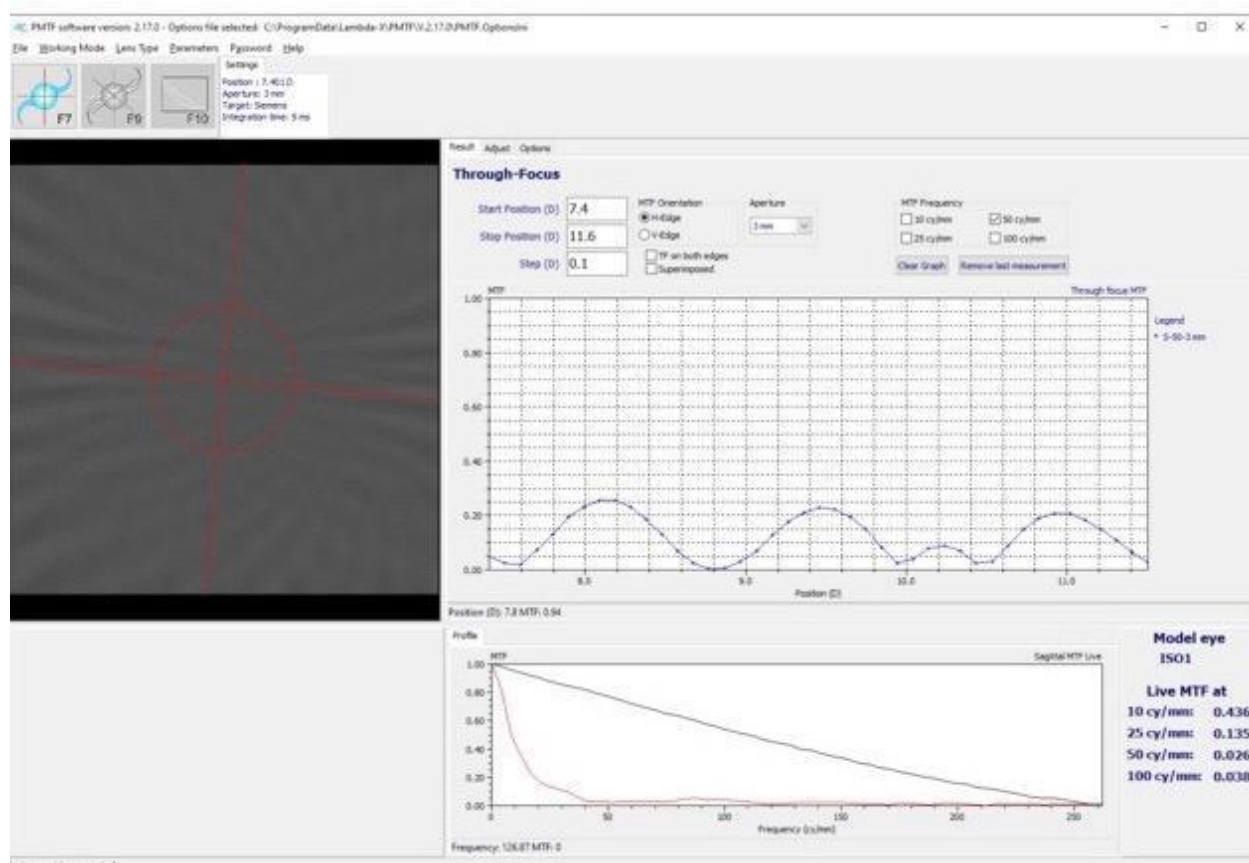 PMTF software version: 2.17.0 - Options file selected: C:\ProgramData\Lambda-X\PMTF\V.2.17.0\PMTF.OptionsIni
File Working Mode Lens Type Parameters Password Help
F7
F9
F10
Settings
Position : 7.401 D
Aperture: 3 mm
Target: Siemens
Integration time: 5 ms
Result Adjust Options
Through-Focus
Start Position (D) 7.4
Stop Position (D) 11.6
Step (D) 0.1
MTF Orientation
H-Edge
V-Edge
TF on both edges
Superimposed
Aperture
3 mm
MTF Frequency
10 cy/mm 50 cy/mm
25 cy/mm 100 cy/mm
Clear Graph Remove last measurement
MTF Through focus MTF
1.00
0.80
0.60
0.40
0.20
0.00
8.0 9.0 10.0 11.0
Position (D)
Legend
S-50-3 mm
Position (D): 7.8 MTF: 0.94
Profile
MTF Sagittal MTF Live
1.00
0.80
0.60
0.40
0.20
0.00
0 50 100 150 200 250
Frequency (cy/mm)
Frequency: 126.87 MTF: 0
Model eye
ISO1
Live MTF at
10 cy/mm: 0.436
25 cy/mm: 0.135
50 cy/mm: 0.026
100 cy/mm: 0.038